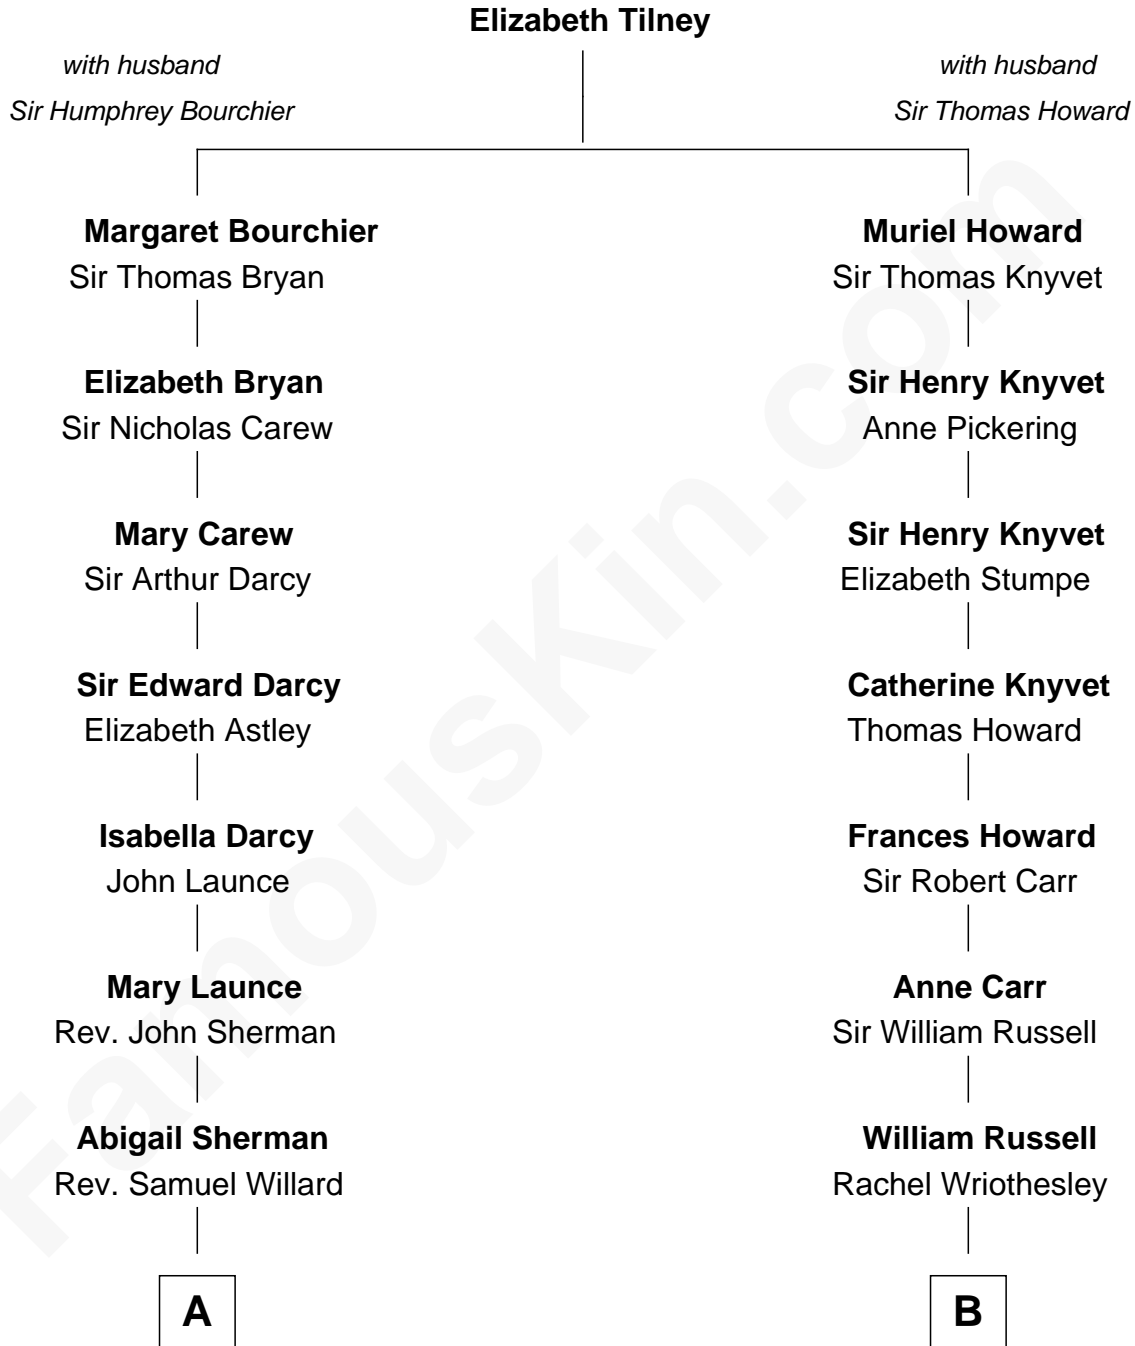 Elizabeth Tilney
with husband
Sir Humphrey Bourchier
with husband
Sir Thomas Howard
Margaret Bourchier
Sir Thomas Bryan
Muriel Howard
Sir Thomas Knyvet
Elizabeth Bryan
Sir Nicholas Carew
Sir Henry Knyvet
Anne Pickering
Mary Carew
Sir Arthur Darcy
Sir Henry Knyvet
Elizabeth Stumpe
Sir Edward Darcy
Elizabeth Astley
Catherine Knyvet
Thomas Howard
Isabella Darcy
John Launce
Frances Howard
Sir Robert Carr
Mary Launce
Rev. John Sherman
Anne Carr
Sir William Russell
Abigail Sherman
Rev. Samuel Willard
William Russell
Rachel Wriothesley
A
B
FamousKin.com